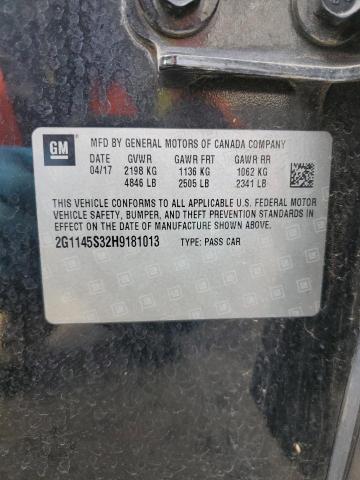 GM MFD BY GENERAL MOTORS OF CANADA COMPANY
DATE GVWR GAWR FRT GAWR RR
04/17 2198 KG 1136 KG 1062 KG
4846 LB 2505 LB 2341 LB
THIS VEHICLE CONFORMS TO ALL APPLICABLE U.S. FEDERAL MOTOR
VEHICLE SAFETY, BUMPER, AND THEFT PREVENTION STANDARDS IN
EFFECT ON THE DATE OF MANUFACTURE SHOWN ABOVE.
2G1145S32H9181013 TYPE: PASS CAR